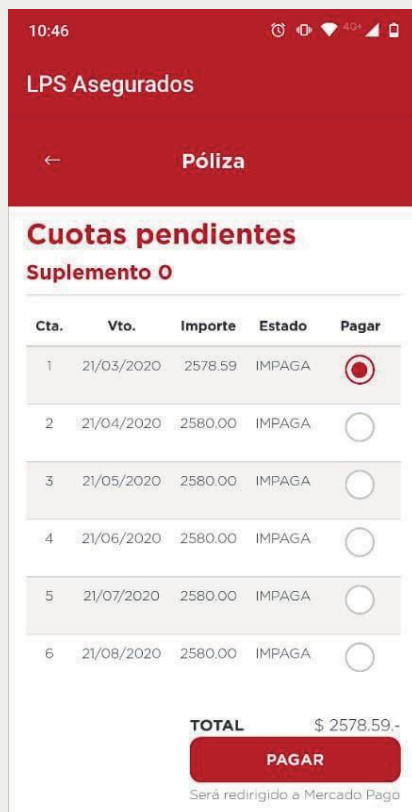 10:46 4G+
LPS Asegurados
← Póliza
Cuotas pendientes
Suplemento 0
Cta. Vto. Importe Estado Pagar
1 21/03/2020 2578.59 IMPAGA
2 21/04/2020 2580.00 IMPAGA
3 21/05/2020 2580.00 IMPAGA
4 21/06/2020 2580.00 IMPAGA
5 21/07/2020 2580.00 IMPAGA
6 21/08/2020 2580.00 IMPAGA
TOTAL $ 2578.59.-
PAGAR
Será redirigido a Mercado Pago